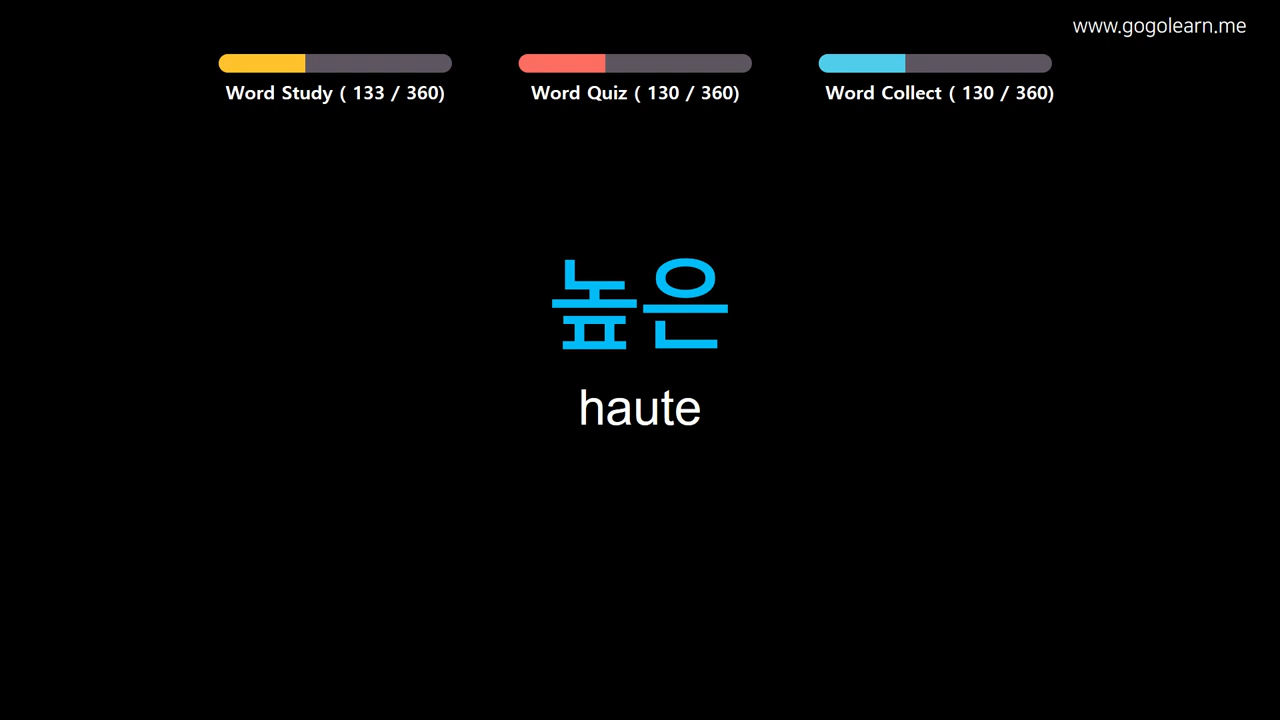 www.gogolearn.me
Word Study ( 133 / 360)
Word Quiz ( 130 / 360)
Word Collect ( 130 / 360)
높은
haute